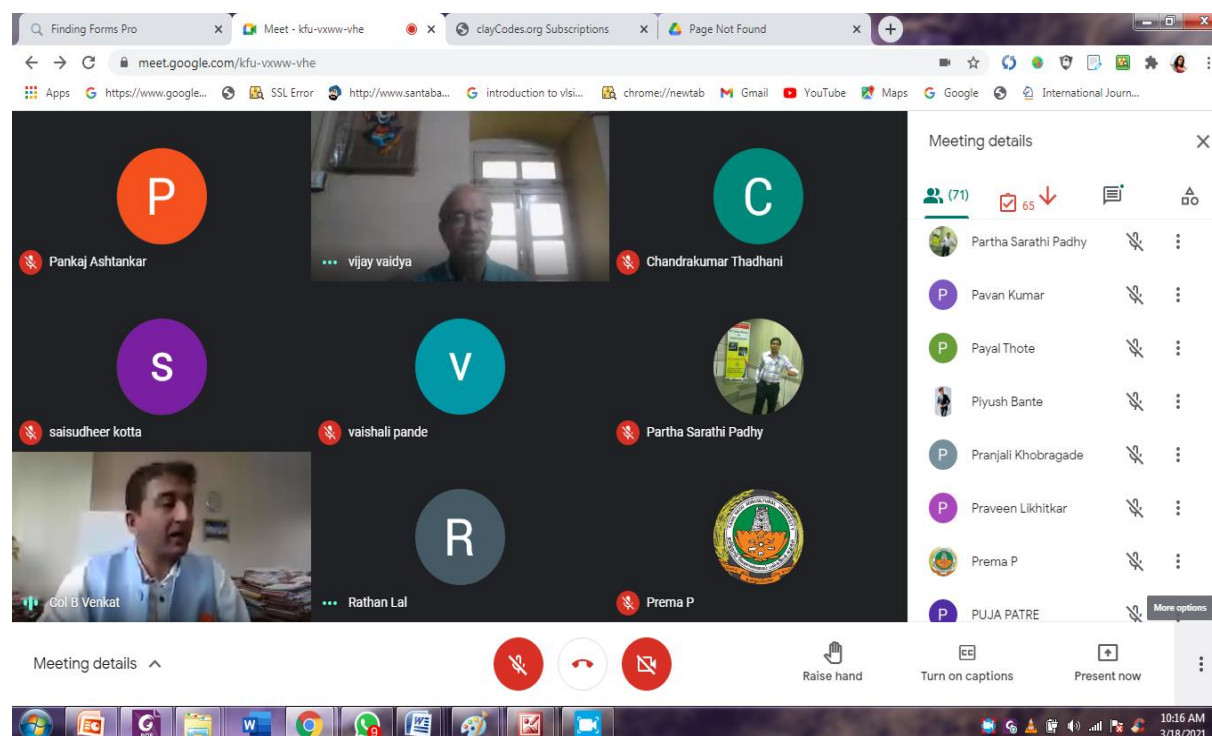 Finding Forms Pro
Meet - kfu-vxww-vhe
clayCodes.org Subscriptions
Page Not Found
meet.google.com/kfu-vxww-vhe
Apps
https://www.google...
SSL Error
http://www.santaba...
introduction to vlsi...
chrome://newtab
Gmail
YouTube
Maps
Google
International Journ...
P
Pankaj Ashtankar
vijay vaidya
C
Chandrakumar Thadhani
S
saisudheer kotta
V
vaishali pande
Partha Sarathi Padhy
Col B Venkat
R
Rathan Lal
Prema P
Meeting details
(71)
65
Partha Sarathi Padhy
P
Pavan Kumar
P
Payal Thote
Piyush Bante
P
Pranjali Khobragade
P
Praveen Likhitkar
Prema P
P
PUJA PATRE
More options
Meeting details
Raise hand
CC
Turn on captions
Present now
10:16 AM
3/18/2021